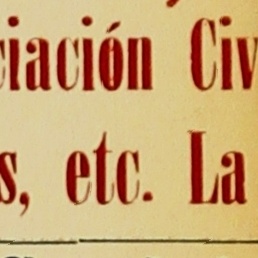 ciación Civ
s, etc. La